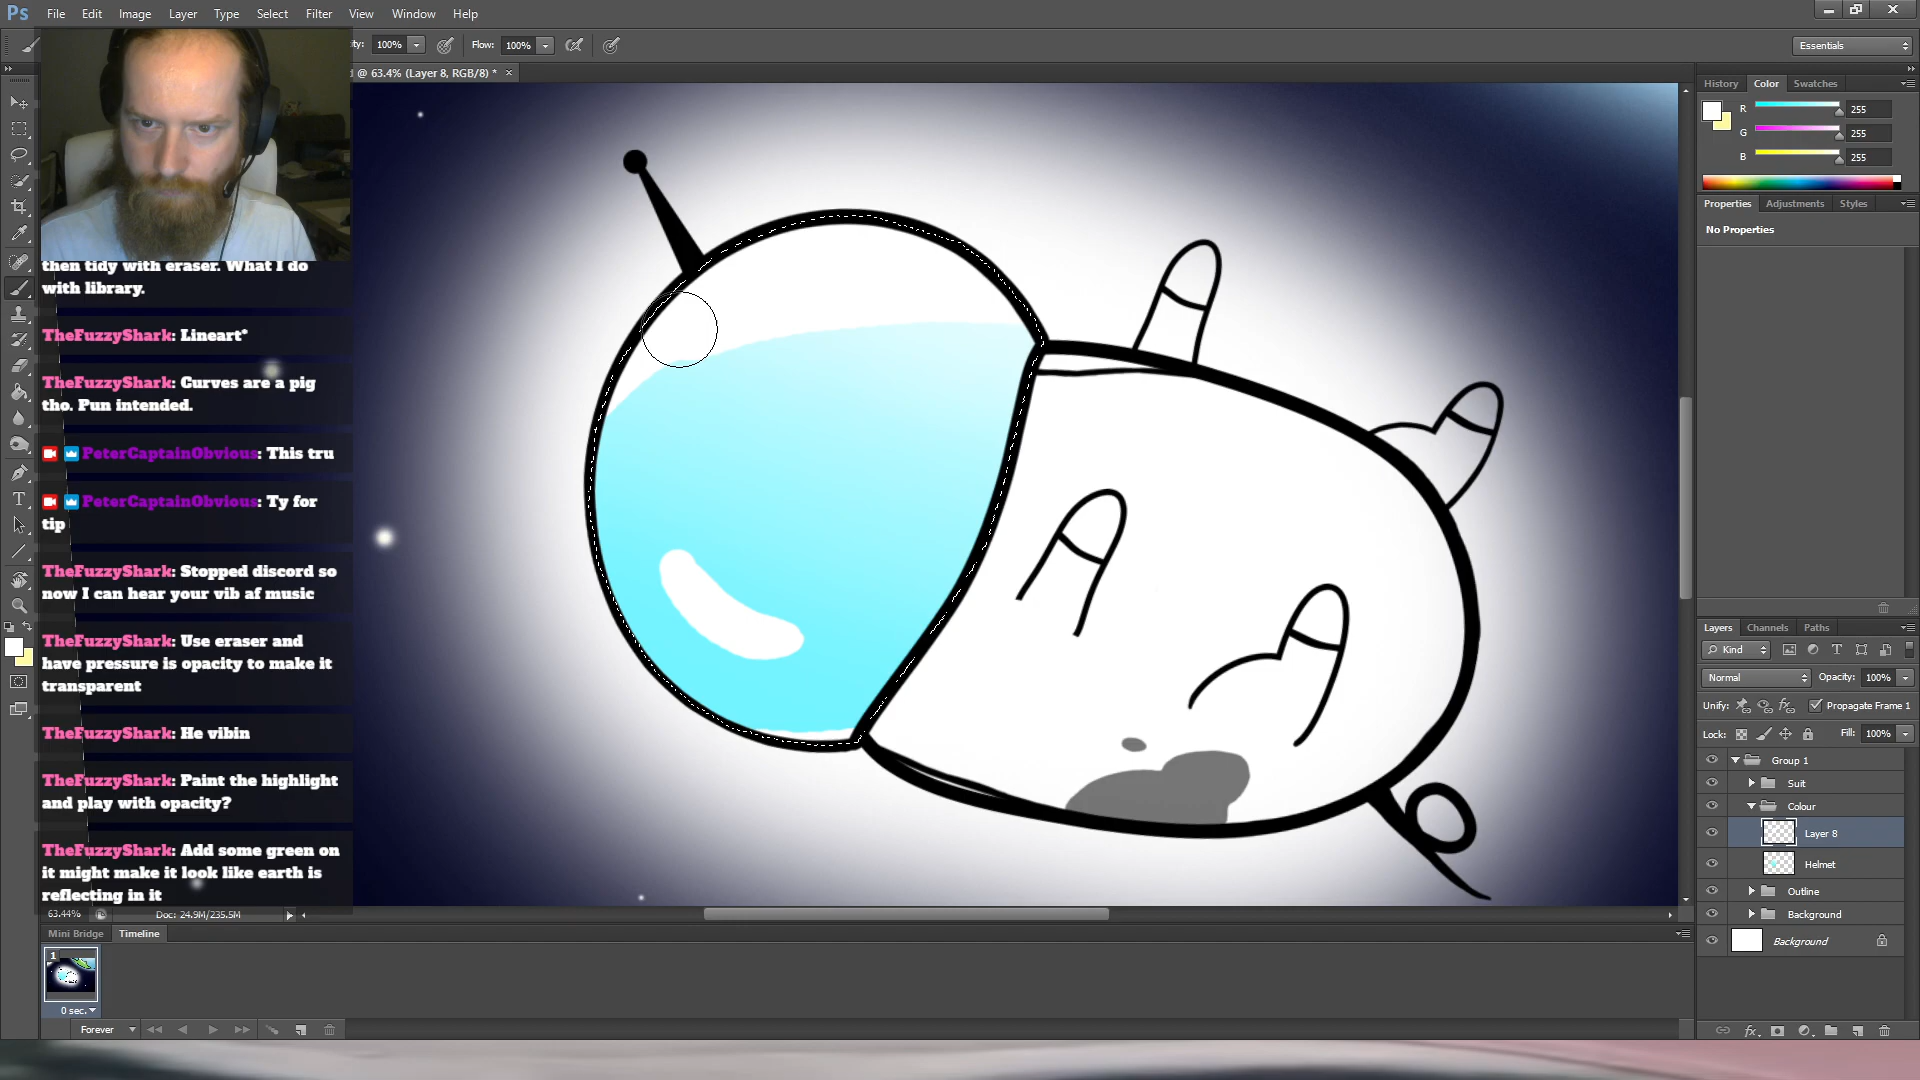 Ps File Edit Image Layer Type Select Filter View Window Help
ty: 100% Flow: 100% Essentials
d @ 63.4% (Layer 8, RGB/8) * ×
then tidy with eraser. What I do
with library.
TheFuzzyShark: Lineart*
TheFuzzyShark: Curves are a pig
tho. Pun intended.
PeterCaptainObvious: This tru
PeterCaptainObvious: Ty for
tip
TheFuzzyShark: Stopped discord so
now I can hear your vib af music
TheFuzzyShark: Use eraser and
have pressure is opacity to make it
transparent
TheFuzzyShark: He vibin
TheFuzzyShark: Paint the highlight
and play with opacity?
TheFuzzyShark: Add some green on
it might make it look like earth is
reflecting in it
63.44% Doc: 24.9M/235.5M
Mini Bridge Timeline
1
0 sec.
Forever
History Color Swatches
R 255
G 255
B 255
Properties Adjustments Styles
No Properties
Layers Channels Paths
Kind
Normal Opacity: 100%
Unify: Propagate Frame 1
Lock: Fill: 100%
Group 1
Suit
Colour
Layer 8
Helmet
Outline
Background
Background